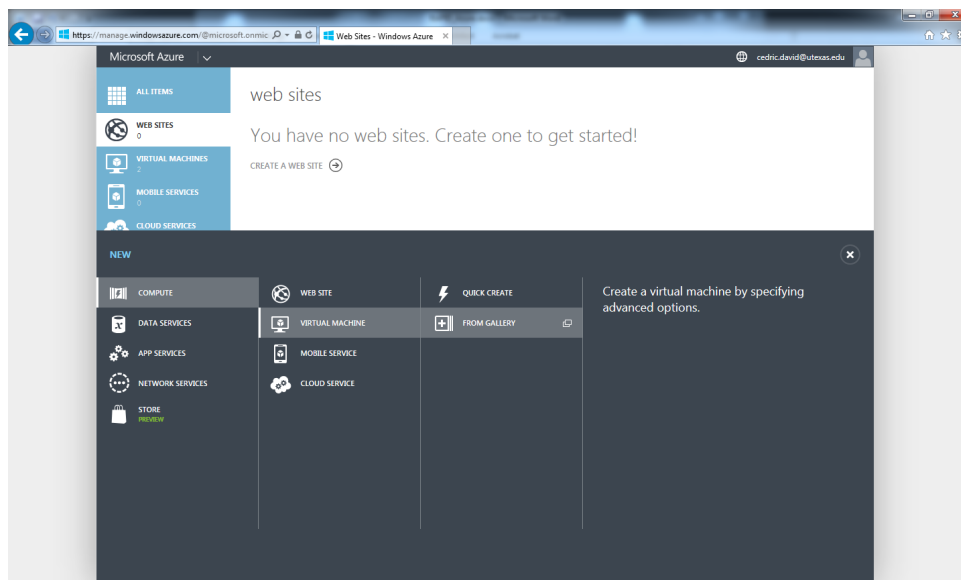 https://manage.windowsazure.com/@microsoft.onmic
Web Sites - Windows Azure
Microsoft Azure
cedric.david@utexas.edu
ALL ITEMS
WEB SITES
0
VIRTUAL MACHINES
2
MOBILE SERVICES
0
CLOUD SERVICES
web sites
You have no web sites. Create one to get started!
CREATE A WEB SITE
NEW
COMPUTE
DATA SERVICES
APP SERVICES
NETWORK SERVICES
STORE
PREVIEW
WEB SITE
VIRTUAL MACHINE
MOBILE SERVICE
CLOUD SERVICE
QUICK CREATE
FROM GALLERY
Create a virtual machine by specifying
advanced options.